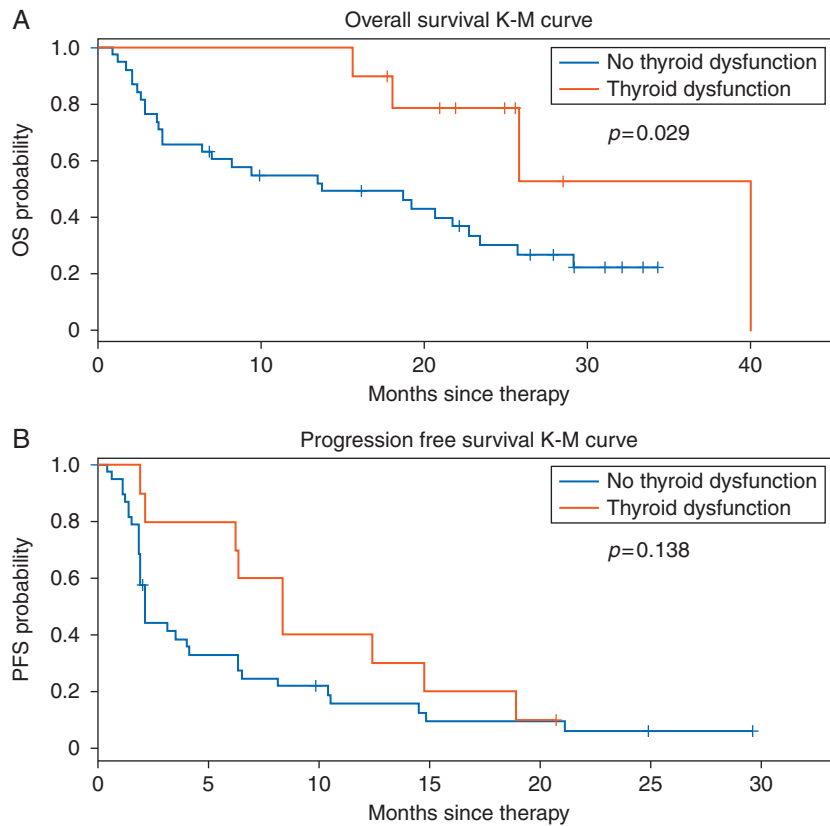 A
Overall survival K-M curve
1.0
0.8
0.6
0.4
0.2
0
OS probability
No thyroid dysfunction
Thyroid dysfunction
p=0.029
0 10 20 30 40
Months since therapy
B
Progression free survival K-M curve
1.0
0.8
0.6
0.4
0.2
0
PFS probability
No thyroid dysfunction
Thyroid dysfunction
p=0.138
0 5 10 15 20 25 30
Months since therapy